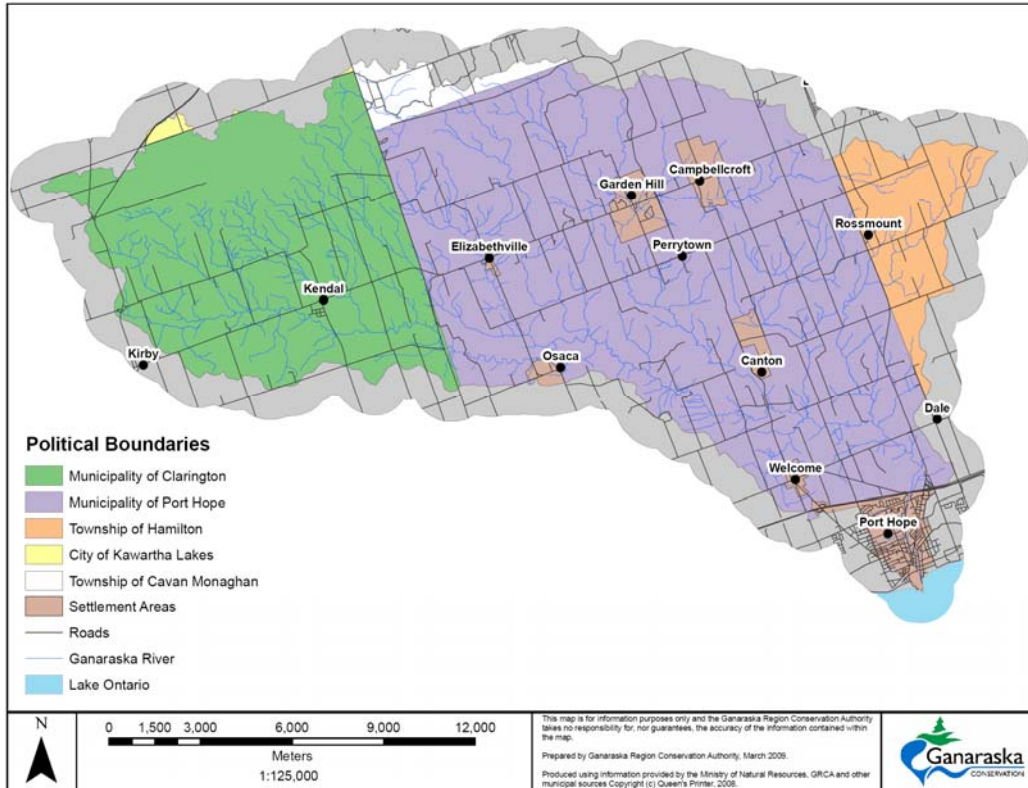 Campbellcroft
Garden Hill
Rossmount
Elizabethville
Perrytown
Kendal
Kirby
Osaca
Canton
Dale
Welcome
Port Hope
Political Boundaries
Municipality of Clarington
Municipality of Port Hope
Township of Hamilton
City of Kawartha Lakes
Township of Cavan Monaghan
Settlement Areas
Roads
Ganaraska River
Lake Ontario
N
0 1,500 3,000 6,000 9,000 12,000
Meters
1:125,000
This map is for information purposes only and the Ganaraska Region Conservation Authority
takes no responsibility for, nor guarantees, the accuracy of the information contained within
the map.
Prepared by Ganaraska Region Conservation Authority, March 2009.
Produced using information provided by the Ministry of Natural Resources, GRCA and other
municipal sources Copyright (c) Queen's Printer, 2008.
Ganaraska
CONSERVATION